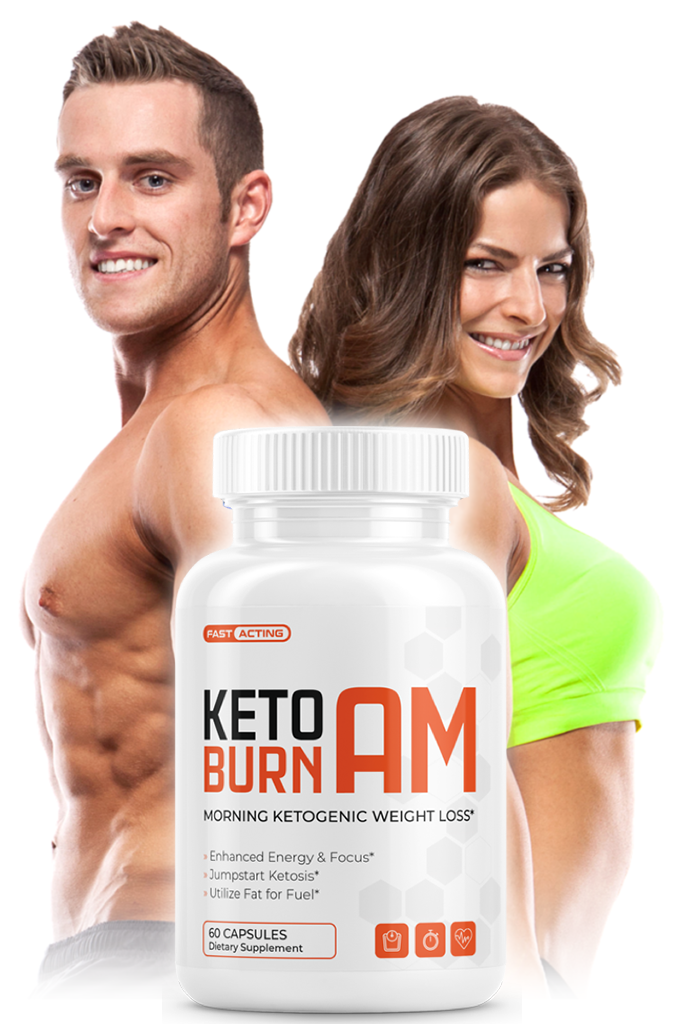 FAST ACTING
KETO
BURN AM
MORNING KETOGENIC WEIGHT LOSS*
» Enhanced Energy & Focus*
» Jumpstart Ketosis*
» Utilize Fat for Fuel*
60 CAPSULES
Dietary Supplement